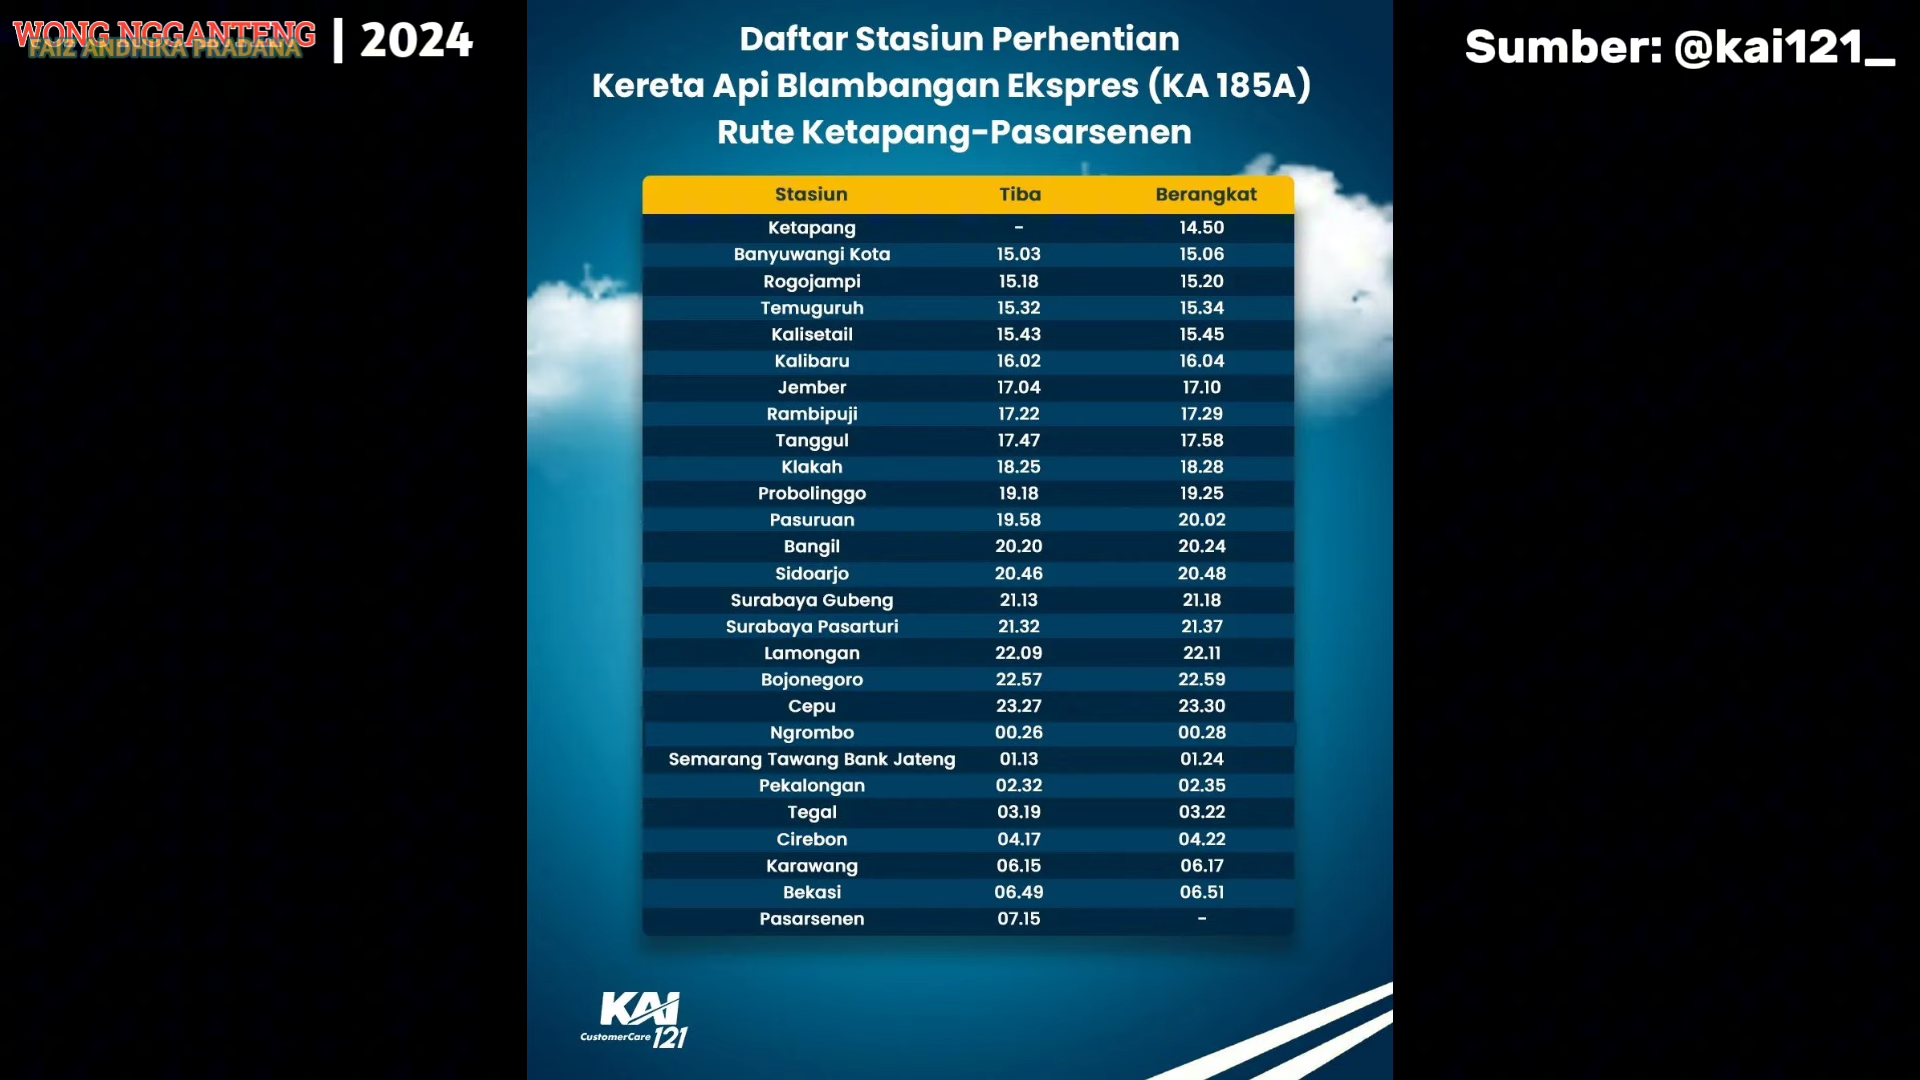 WONG NGGANTENG
FAIZ ANDHIKA PRADANA
| 2024
Sumber: @kai121_
Daftar Stasiun Perhentian
Kereta Api Blambangan Ekspres (KA 185A)
Rute Ketapang-Pasarsenen
Stasiun Tiba Berangkat
Ketapang - 14.50
Banyuwangi Kota 15.03 15.06
Rogojampi 15.18 15.20
Temuguruh 15.32 15.34
Kalisetail 15.43 15.45
Kalibaru 16.02 16.04
Jember 17.04 17.10
Rambipuji 17.22 17.29
Tanggul 17.47 17.58
Klakah 18.25 18.28
Probolinggo 19.18 19.25
Pasuruan 19.58 20.02
Bangil 20.20 20.24
Sidoarjo 20.46 20.48
Surabaya Gubeng 21.13 21.18
Surabaya Pasarturi 21.32 21.37
Lamongan 22.09 22.11
Bojonegoro 22.57 22.59
Cepu 23.27 23.30
Ngrombo 00.26 00.28
Semarang Tawang Bank Jateng 01.13 01.24
Pekalongan 02.32 02.35
Tegal 03.19 03.22
Cirebon 04.17 04.22
Karawang 06.15 06.17
Bekasi 06.49 06.51
Pasarsenen 07.15 -
KAI
CustomerCare 121